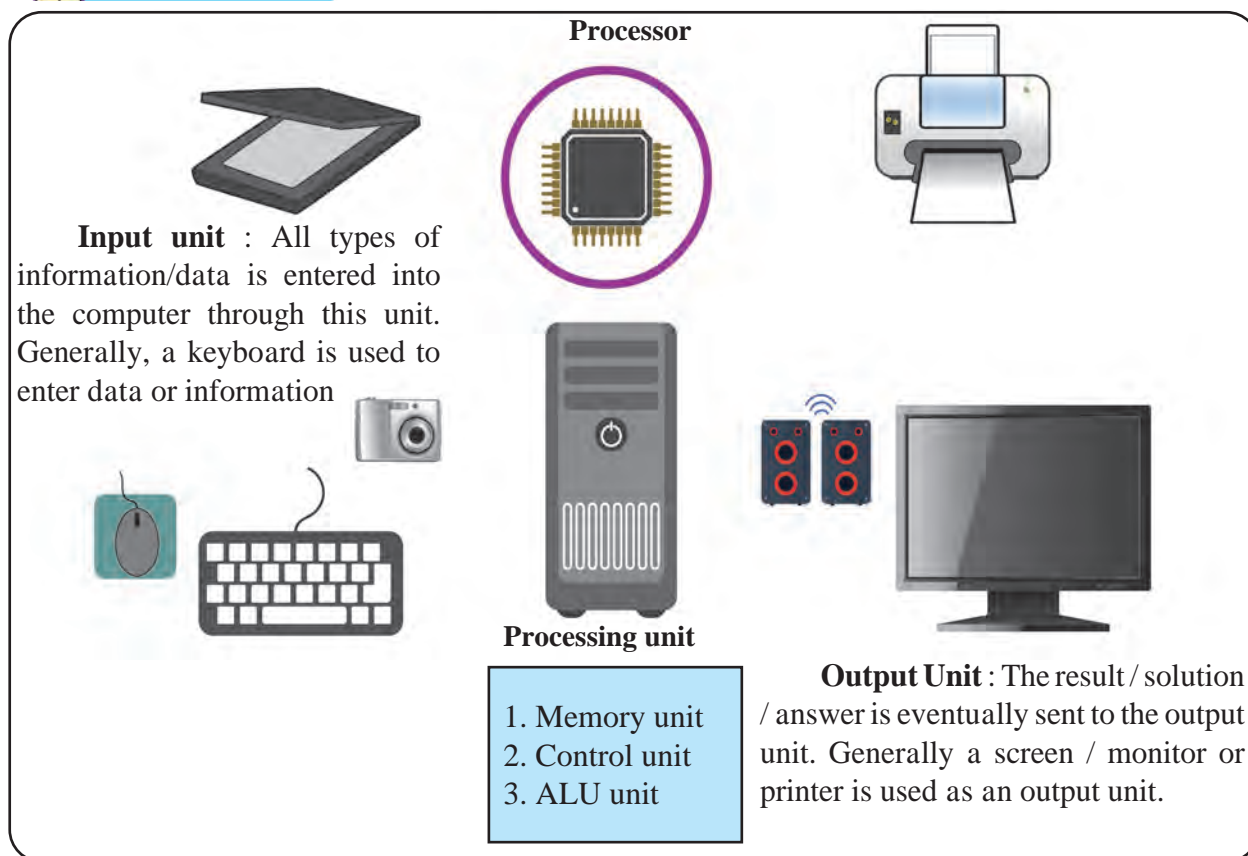 Processor
Input unit : All types of
information/data is entered into
the computer through this unit.
Generally, a keyboard is used to
enter data or information
Processing unit
1. Memory unit
2. Control unit
3. ALU unit
Output Unit : The result / solution
/ answer is eventually sent to the output
unit. Generally a screen / monitor or
printer is used as an output unit.